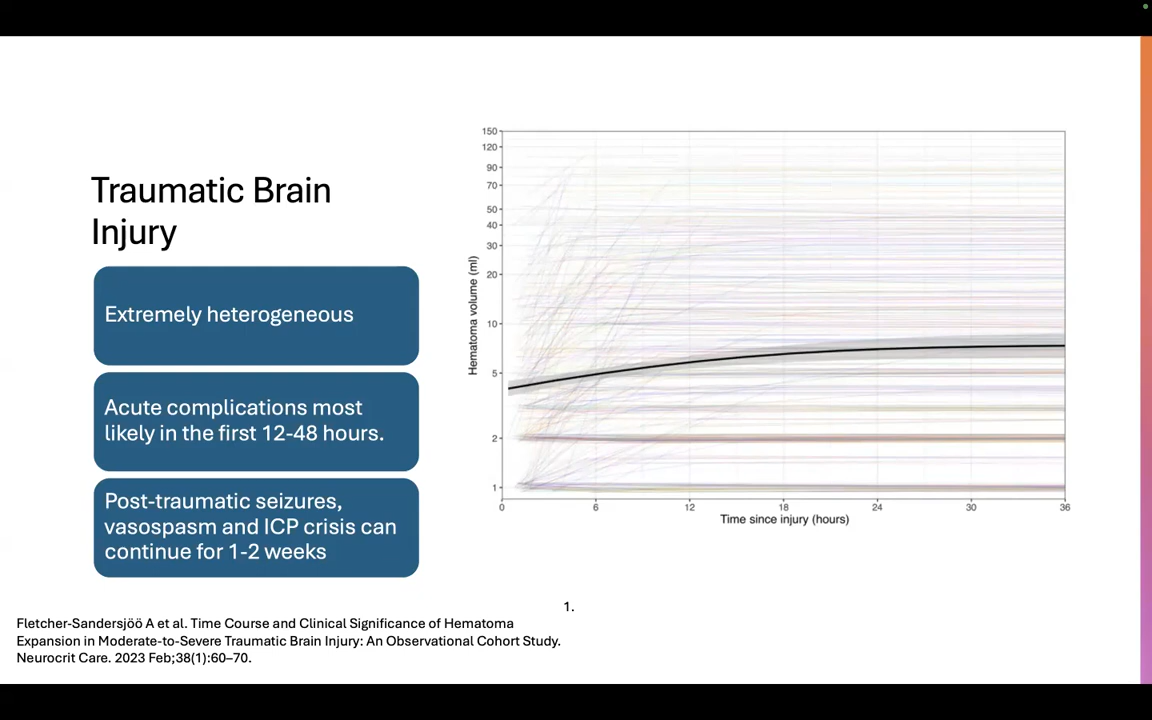 Traumatic Brain
Injury
Extremely heterogeneous
Acute complications most
likely in the first 12-48 hours.
Post-traumatic seizures,
vasospasm and ICP crisis can
continue for 1-2 weeks
Hematoma volume (ml)
150
120
90
70
50
40
30
20
10
5
2
1
0 6 12 18 24 30 36
Time since injury (hours)
1.
Fletcher-Sandersjöö A et al. Time Course and Clinical Significance of Hematoma
Expansion in Moderate-to-Severe Traumatic Brain Injury: An Observational Cohort Study.
Neurocrit Care. 2023 Feb;38(1):60–70.